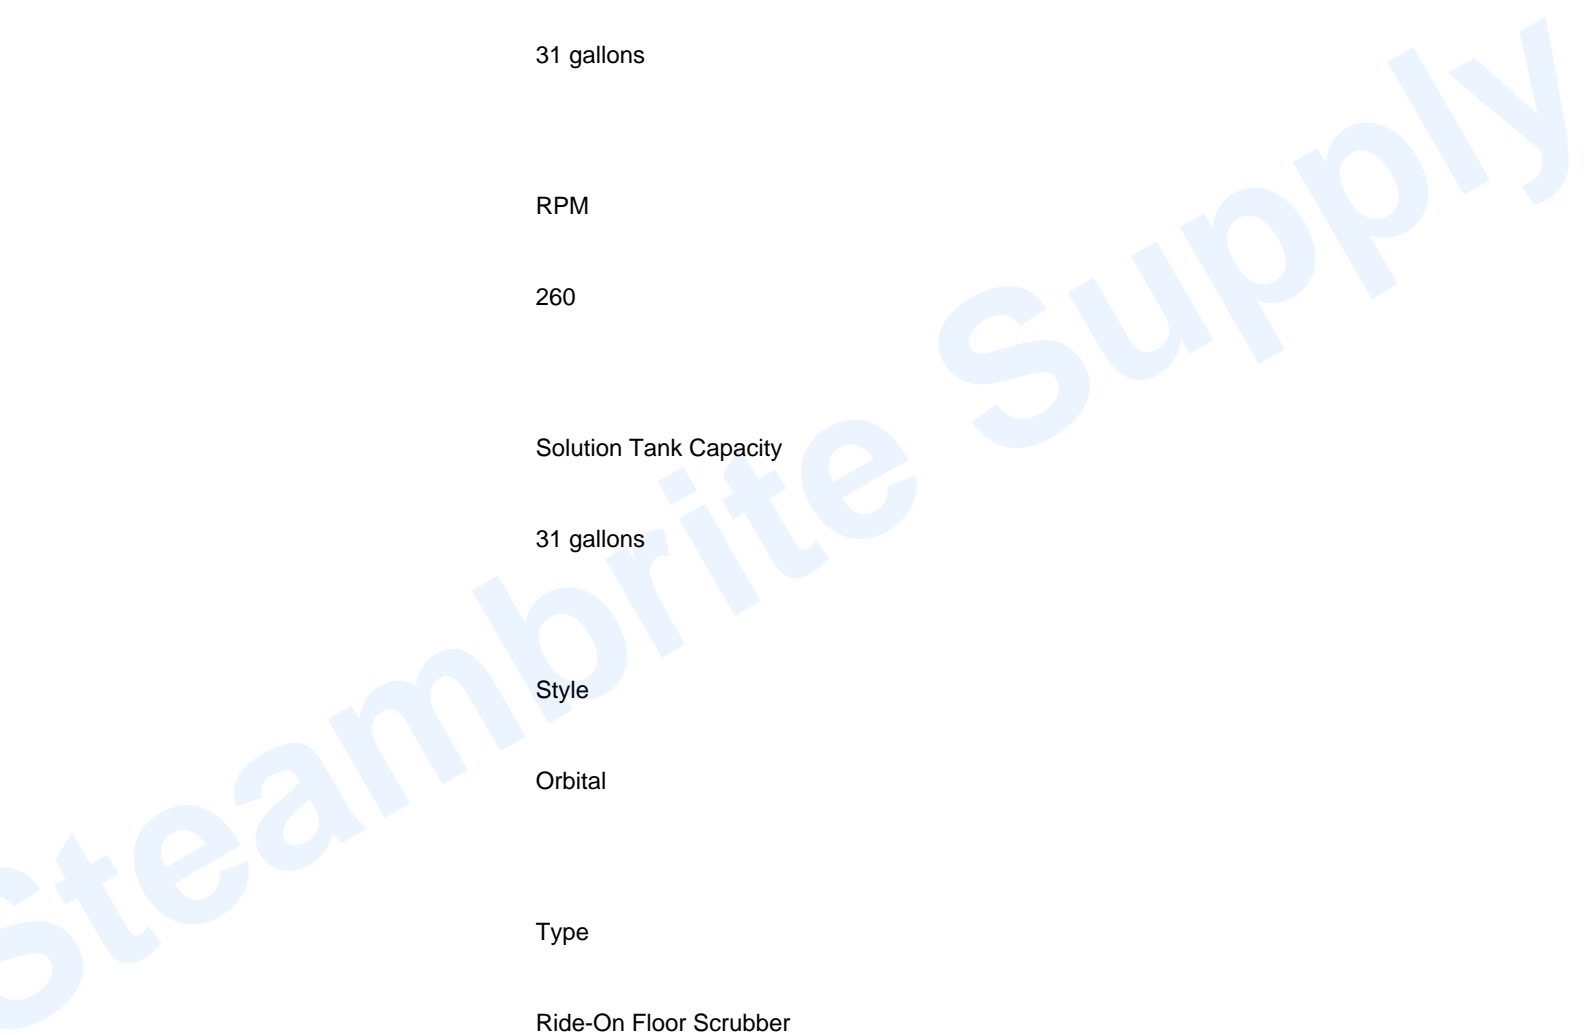 31 gallons
RPM
260
Solution Tank Capacity
31 gallons
Style
Orbital
Type
Ride-On Floor Scrubber
Steambrite Supply